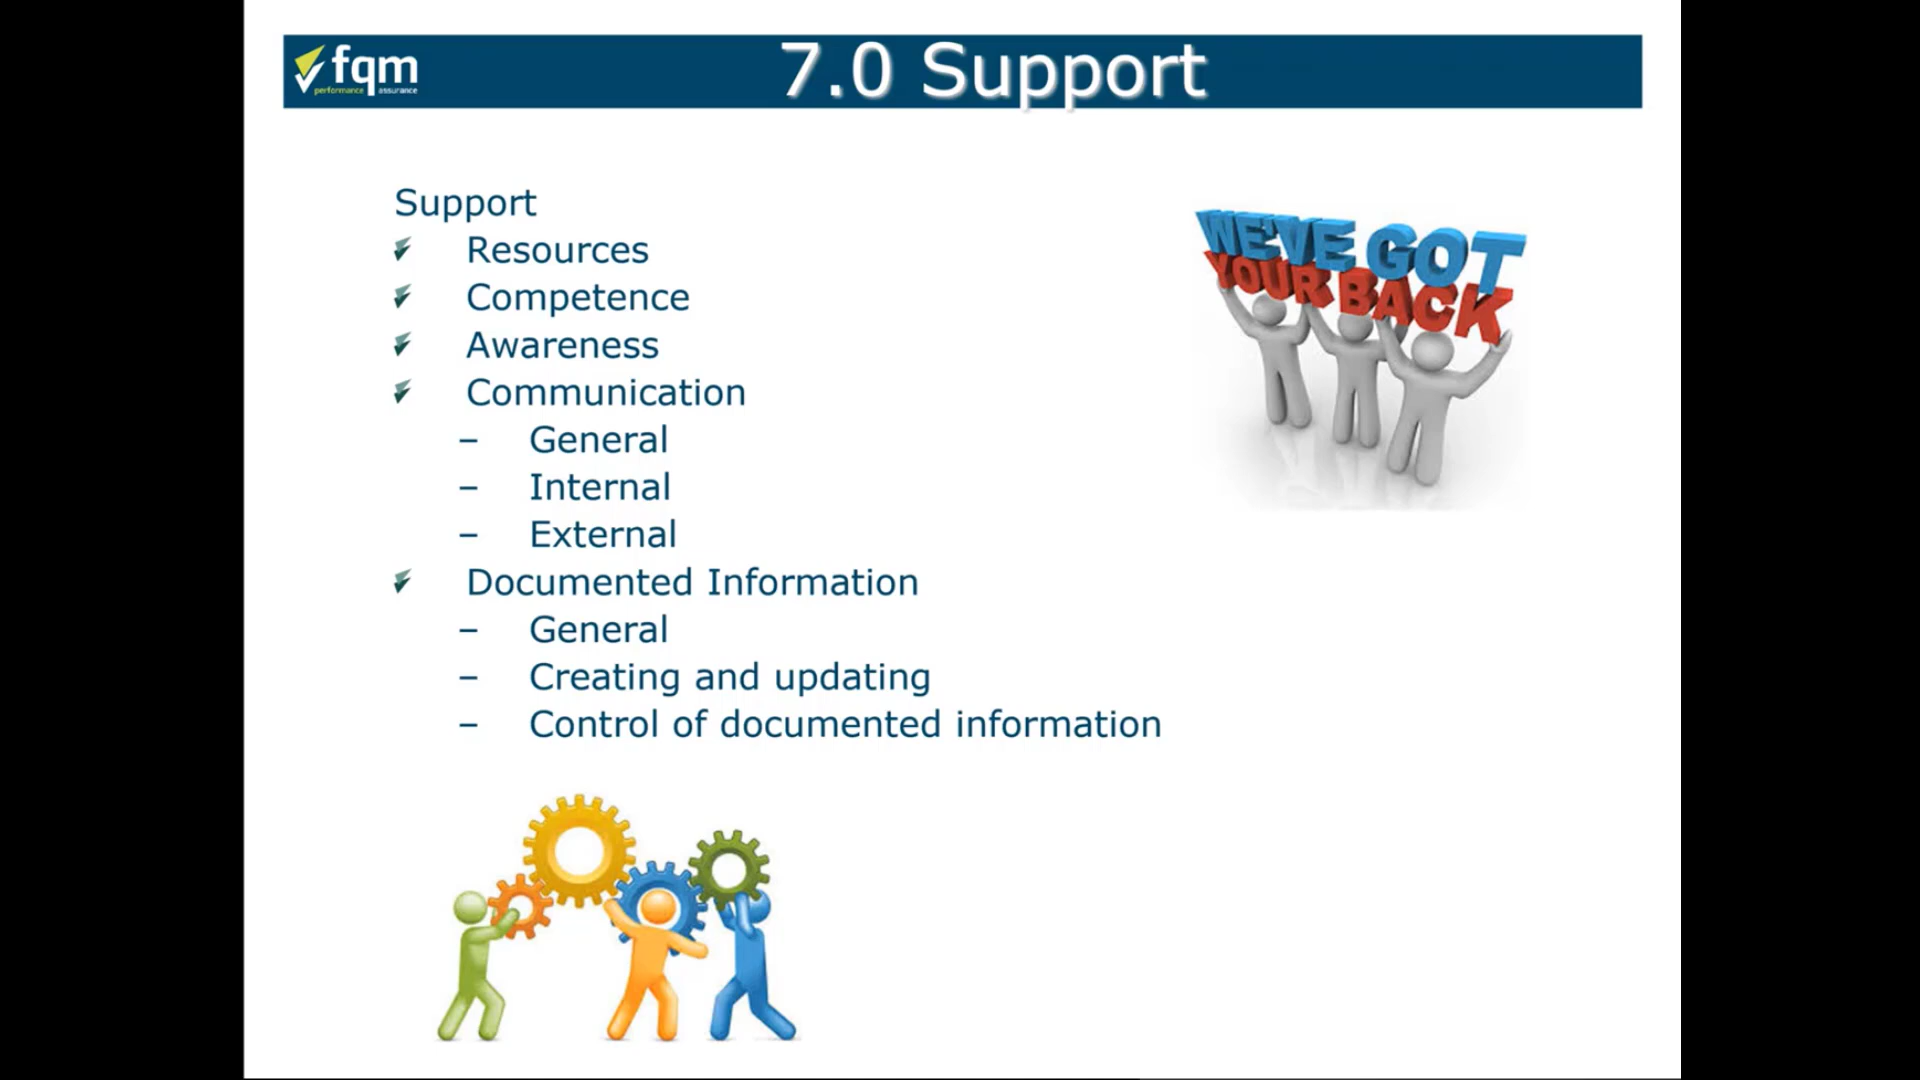 fqm
performance assurance
7.0 Support
Support
Resources
Competence
Awareness
Communication
– General
– Internal
– External
Documented Information
– General
– Creating and updating
– Control of documented information
WE'VE GOT
YOUR BACK